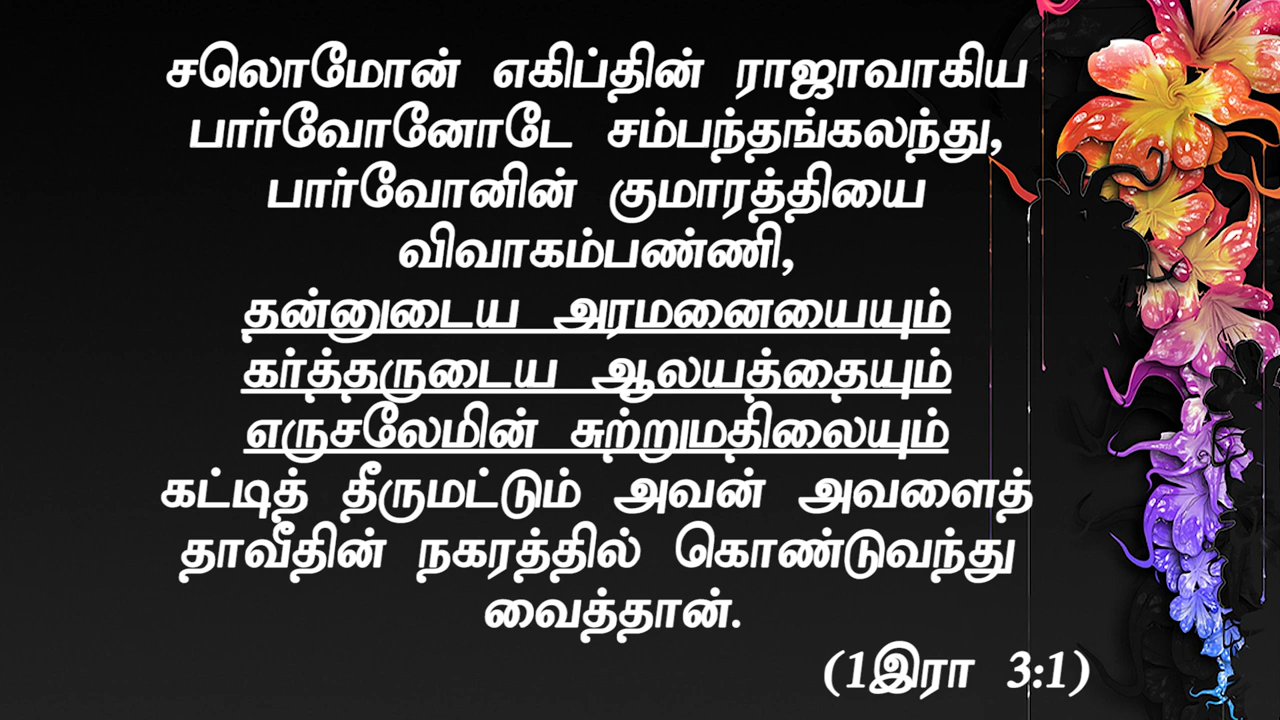 சலொமோன் எகிப்தின் ராஜாவாகிய
பார்வோனோடே சம்பந்தங்கலந்து,
பார்வோனின் குமாரத்தியை
விவாகம்பண்ணி,
தன்னுடைய அரமனையையும்
கர்த்தருடைய ஆலயத்தையும்
எருசலேமின் சுற்றுமதிலையும்
கட்டித் தீருமட்டும் அவன் அவளைத்
தாவீதின் நகரத்தில் கொண்டுவந்து
வைத்தான்.
(1இரா 3:1)